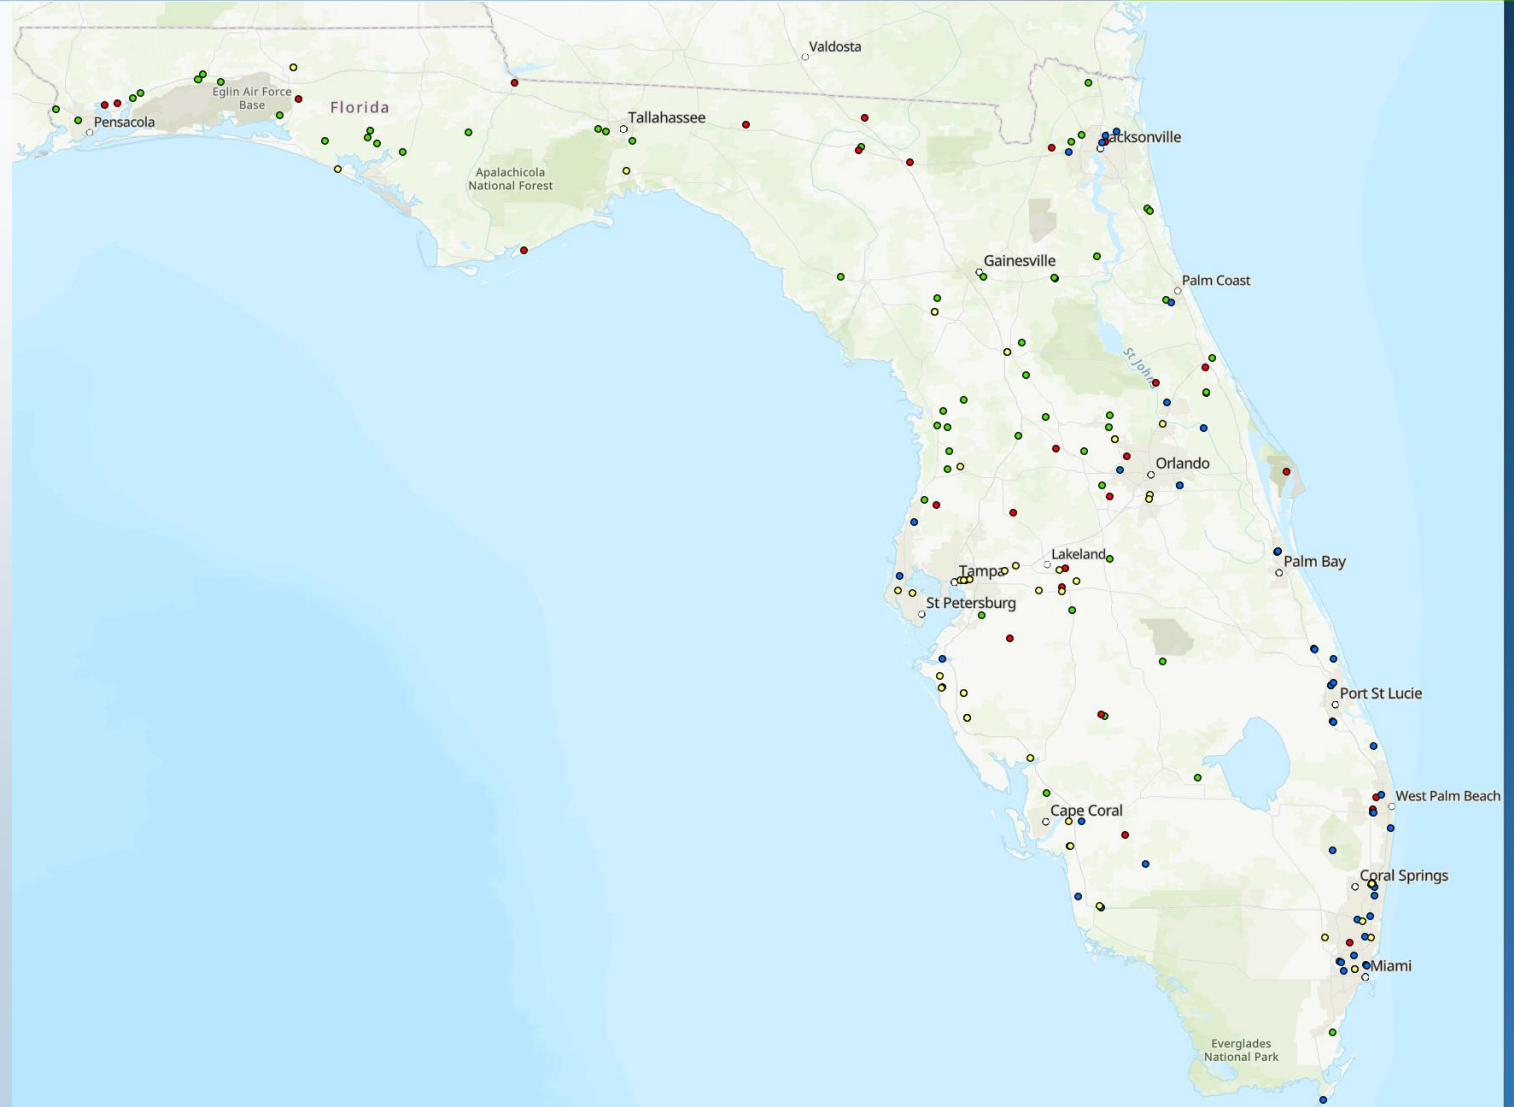 Valdosta
Eglin Air Force
Base
Florida
Pensacola
Tallahassee
Jacksonville
Apalachicola
National Forest
Gainesville
Palm Coast
St Johns
Orlando
Lakeland
Tampa
Palm Bay
St Petersburg
Port St Lucie
West Palm Beach
Cape Coral
Coral Springs
Miami
Everglades
National Park